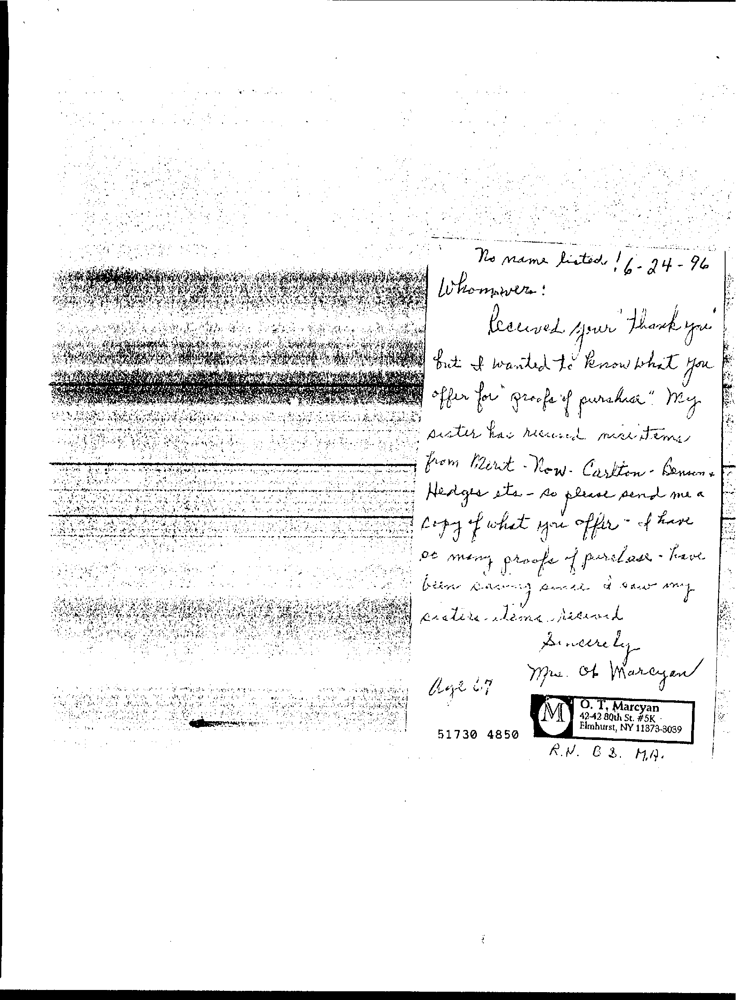 No name listed! 6-24-96
Whomever:
Received your "thank you"
but I wanted to know what you
offer for "proofs of purchase". My
sister has received nice items
from Merit - Now - Carlton - Benson &
Hedges etc - so please send me a
copy of what you offer - I have
so many proofs of purchase - have
been saving since I saw my
sisters items received
Sincerely
Mrs. Marcyan
Age 67
M
O. T. Marcyan
42-42 80th St. #5K
Elmhurst, NY 11373-3039
51730 4850
R.N. B S. M.A.